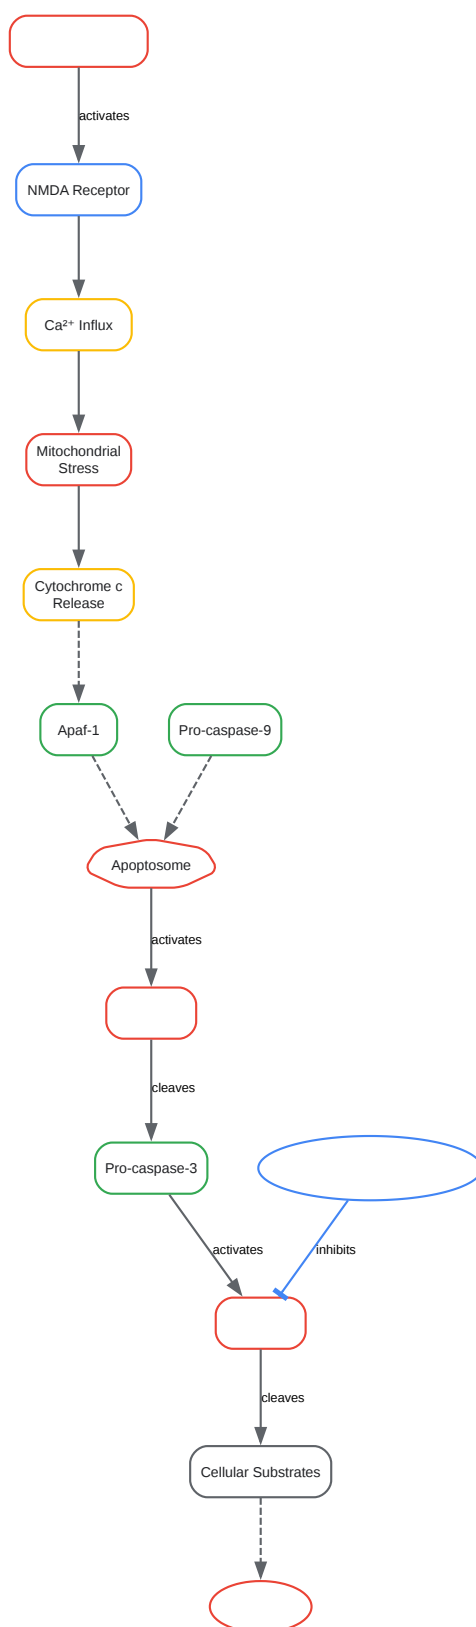 activates
NMDA Receptor
Ca²⁺ Influx
Mitochondrial
Stress
Cytochrome c
Release
Apaf-1
Pro-caspase-9
Apoptosome
activates
cleaves
Pro-caspase-3
activates
inhibits
cleaves
Cellular Substrates